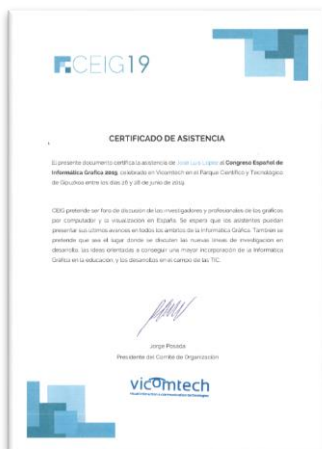 CEIG19
CERTIFICADO DE ASISTENCIA
El presente documento certifica la asistencia de José Luis López al Congreso Español de
Informática Gráfica 2019, celebrado en Vicomtech en el Parque Científico y Tecnológico
de Gipuzkoa entre los días 26 y 28 de junio de 2019.
CEIG pretende ser foro de discusión de los investigadores y profesionales de los gráficos
por computador y la visualización en España. Se espera que los asistentes puedan
presentar sus últimos avances en todos los ámbitos de la Informática Gráfica. También se
pretende que sea el lugar donde se discutan las nuevas líneas de investigación en
desarrollo, las ideas orientadas a conseguir una mayor incorporación de la Informática
Gráfica en la educación, y los desarrollos en el campo de las TIC.
Jorge Posada
Presidente del Comité de Organización
vicomtech